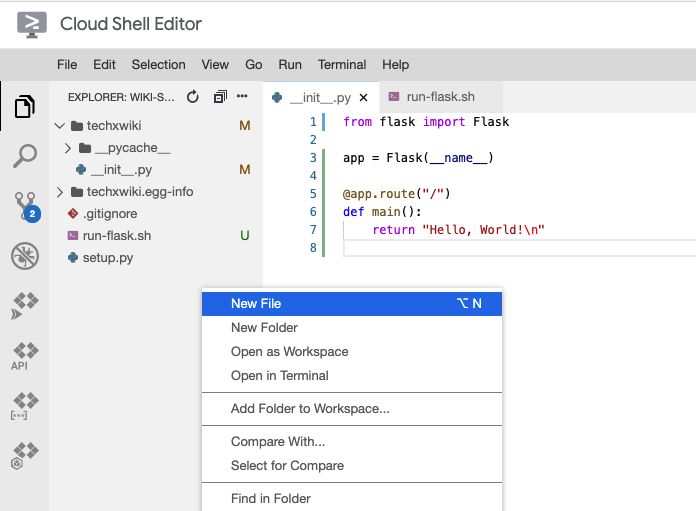 Cloud Shell Editor
File Edit Selection View Go Run Terminal Help
EXPLORER: WIKI-S...
__init__.py
run-flask.sh
techxwiki M
__pycache__
__init__.py M
techxwiki.egg-info
.gitignore
run-flask.sh U
setup.py
2
API
1 from flask import Flask
2
3 app = Flask(__name__)
4
5 @app.route("/")
6 def main():
7 return "Hello, World!\n"
8
New File ⌥ N
New Folder
Open as Workspace
Open in Terminal
Add Folder to Workspace...
Compare With...
Select for Compare
Find in Folder